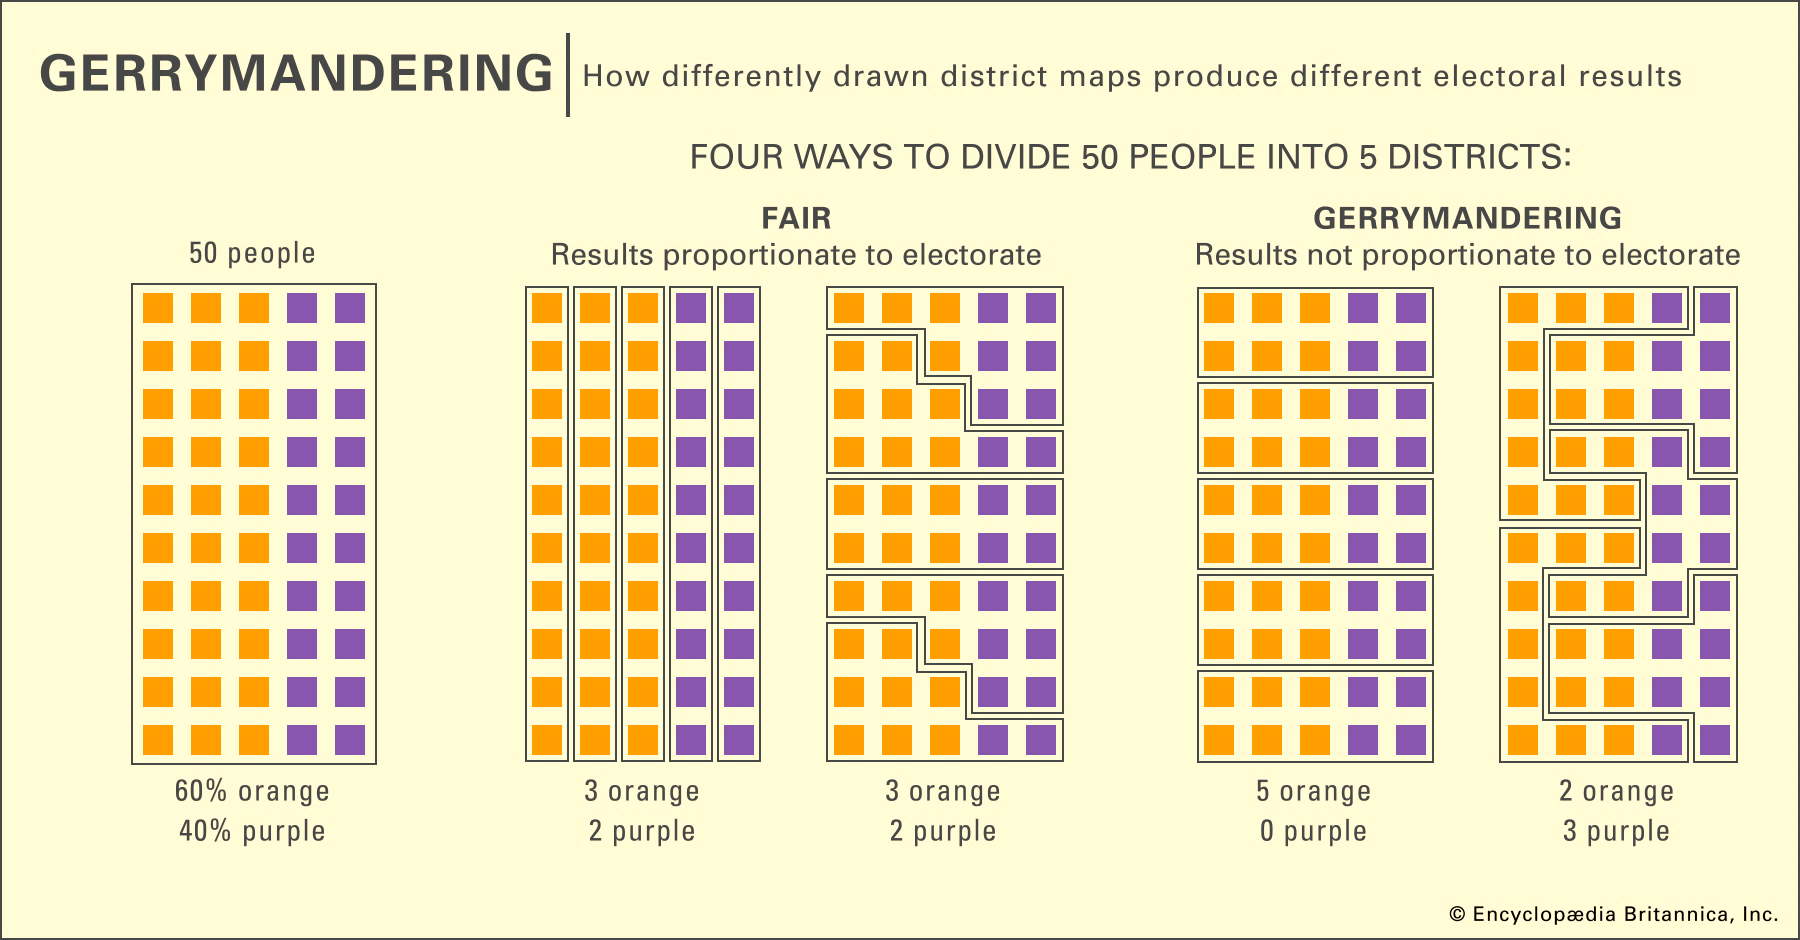 GERRYMANDERING
How differently drawn district maps produce different electoral results
FOUR WAYS TO DIVIDE 50 PEOPLE INTO 5 DISTRICTS:
50 people
FAIR
Results proportionate to electorate
GERRYMANDERING
Results not proportionate to electorate
60% orange
40% purple
3 orange
2 purple
3 orange
2 purple
5 orange
0 purple
2 orange
3 purple
© Encyclopædia Britannica, Inc.